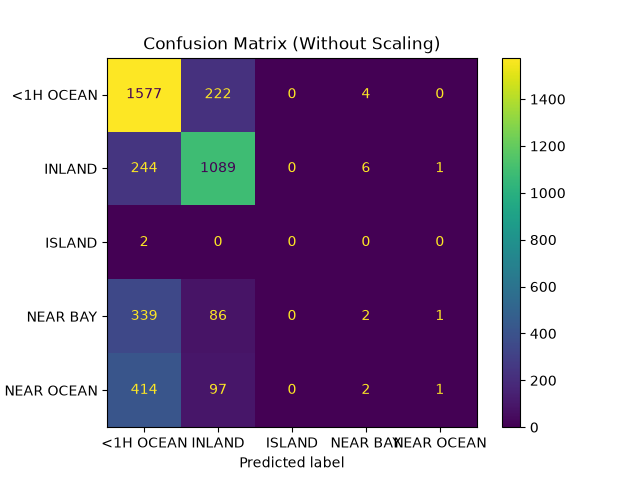 Confusion Matrix (Without Scaling)
<1H OCEAN 1577 222 0 4 0
INLAND 244 1089 0 6 1
ISLAND 2 0 0 0 0
NEAR BAY 339 86 0 2 1
NEAR OCEAN 414 97 0 2 1
<1H OCEAN INLAND ISLAND NEAR BAY NEAR OCEAN
Predicted label
1400
1200
1000
800
600
400
200
0